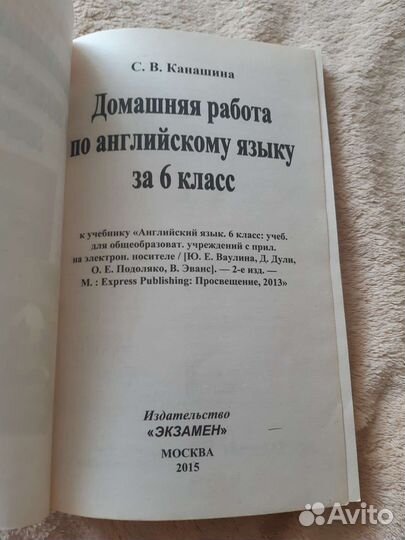 С. В. Канашина
Домашняя работа
по английскому языку
за 6 класс
к учебнику «Английский язык. 6 класс: учеб.
для общеобразоват. учреждений с прил.
на электрон. носителе / [Ю. Е. Ваулина, Д. Дули,
О. Е. Подоляко, В. Эванс]. — 2-е изд. —
М. : Express Publishing: Просвещение, 2013»
Издательство
«ЭКЗАМЕН»
МОСКВА
2015
Avito